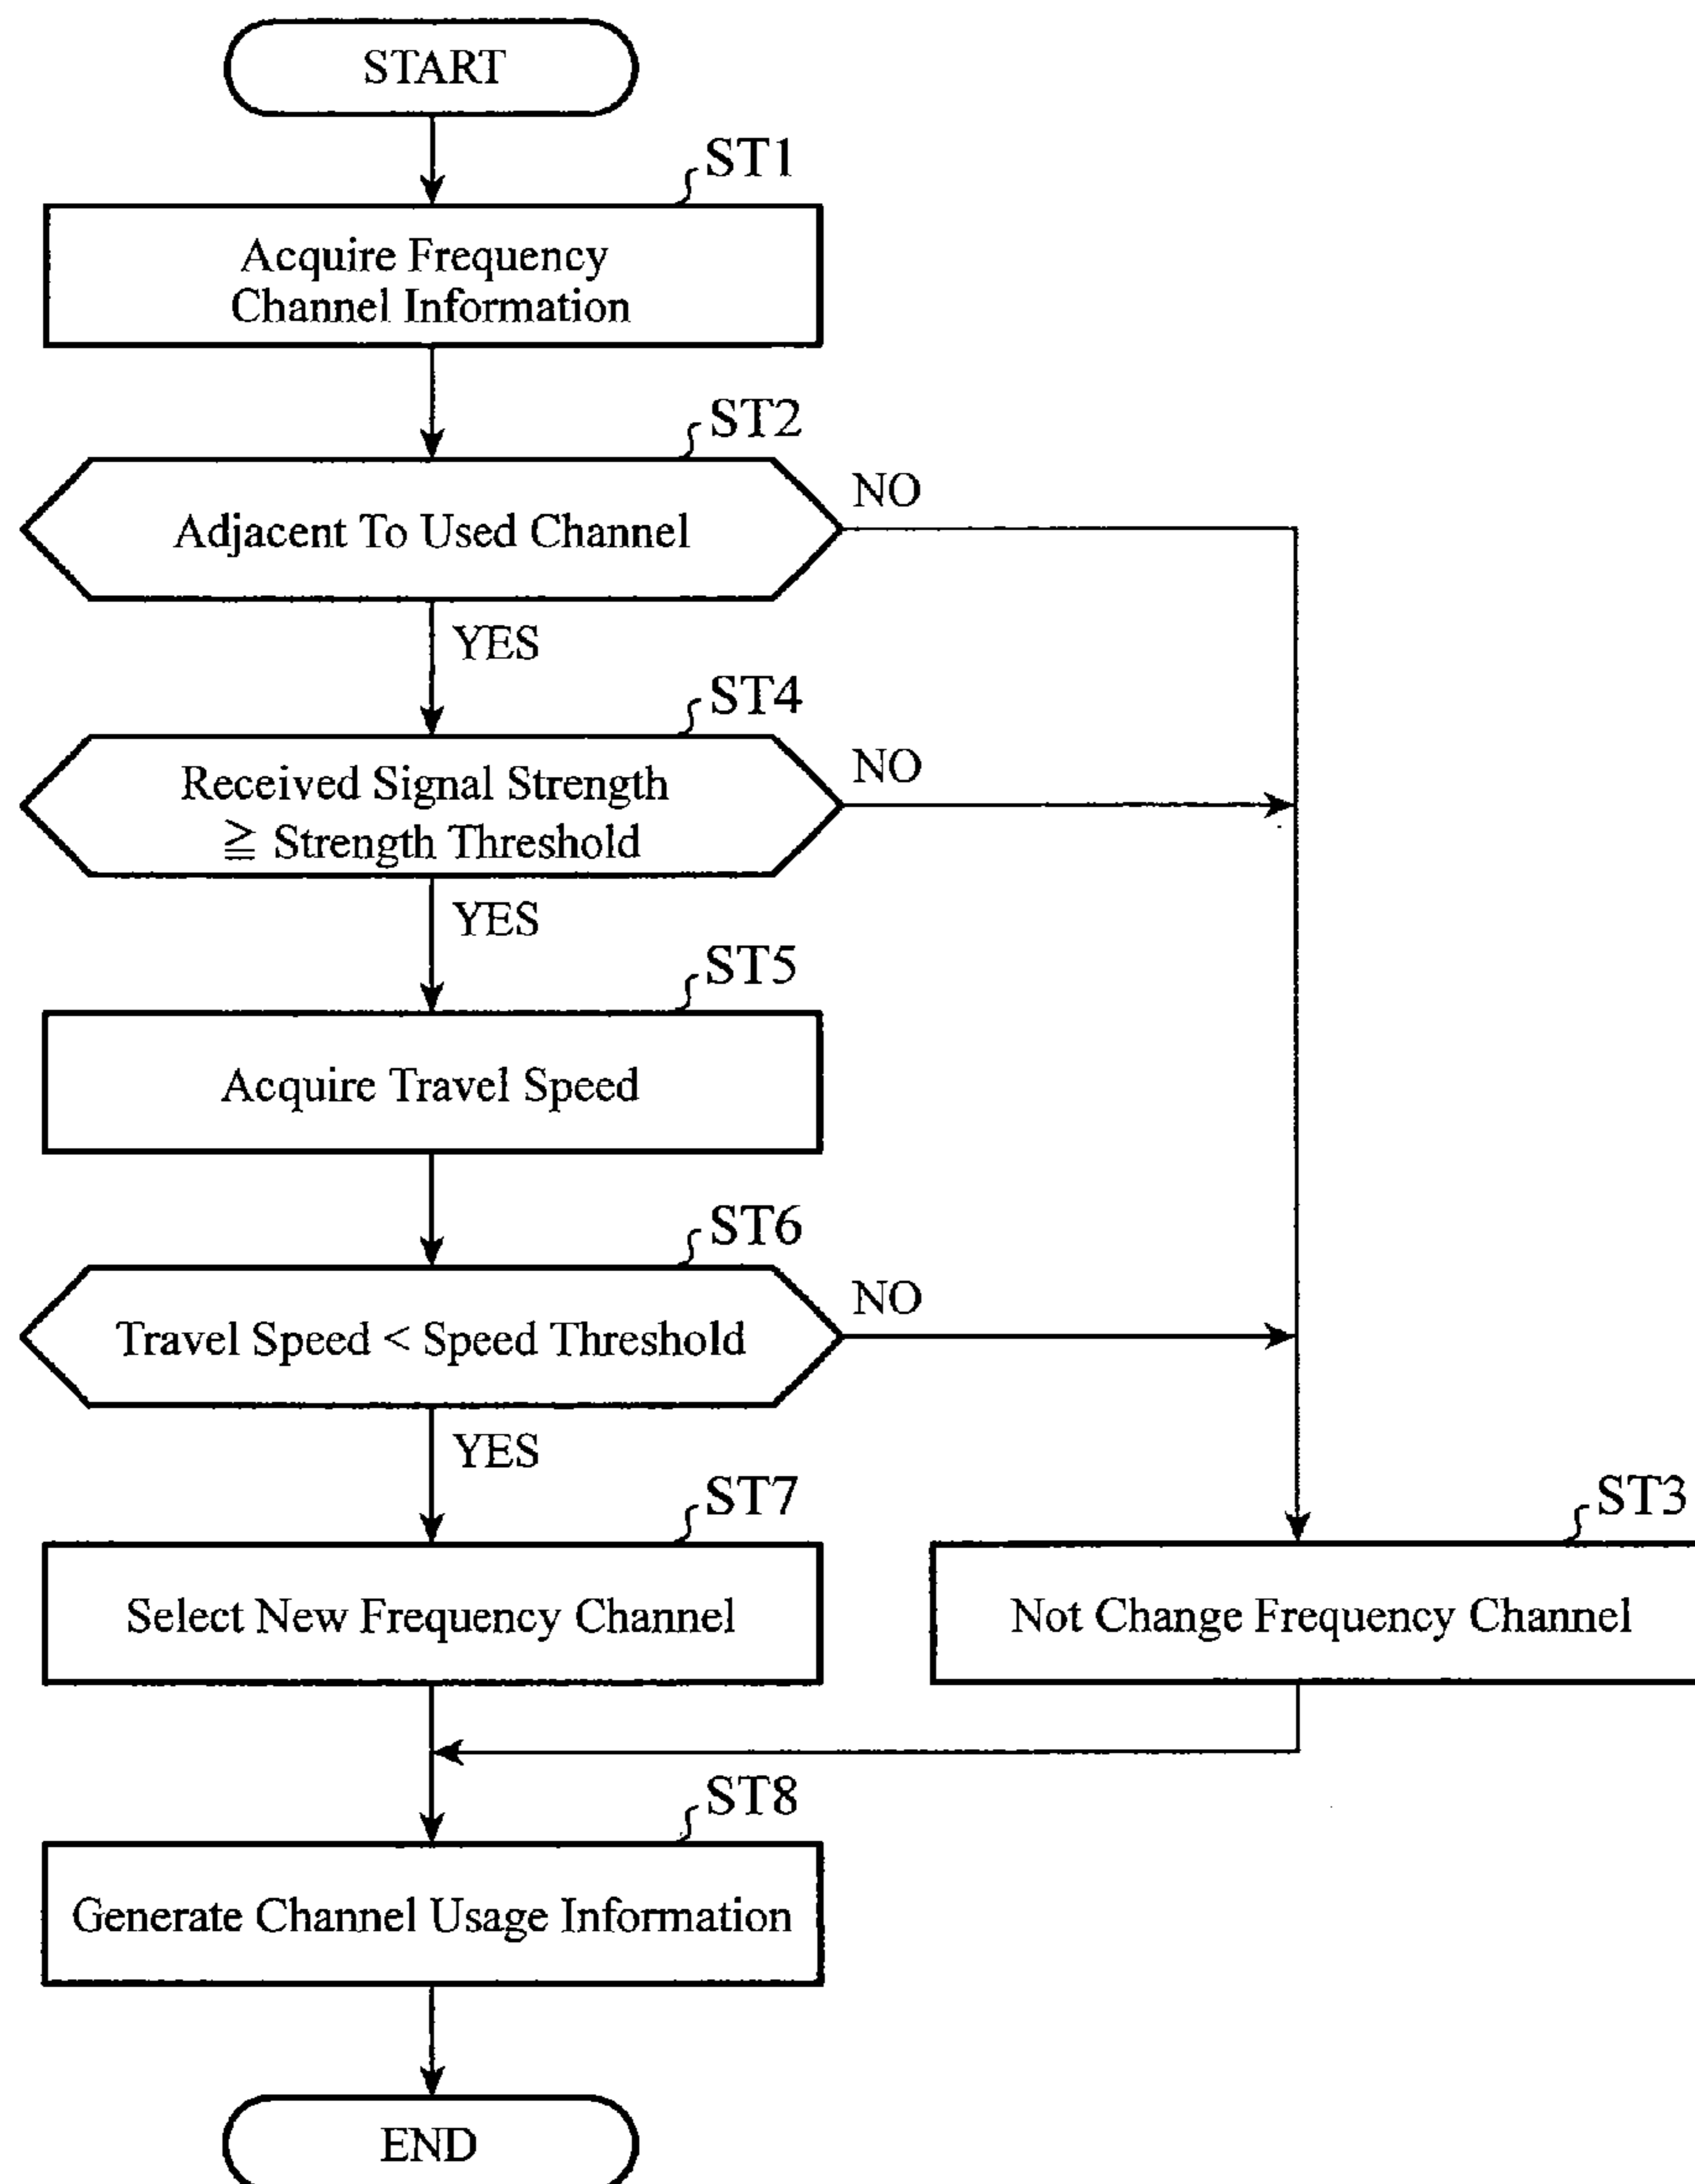 START
ST1
Acquire Frequency
Channel Information
ST2
Adjacent To Used Channel
NO
YES
ST4
Received Signal Strength
≧ Strength Threshold
NO
YES
ST5
Acquire Travel Speed
ST6
Travel Speed < Speed Threshold
NO
YES
ST7
Select New Frequency Channel
ST3
Not Change Frequency Channel
ST8
Generate Channel Usage Information
END